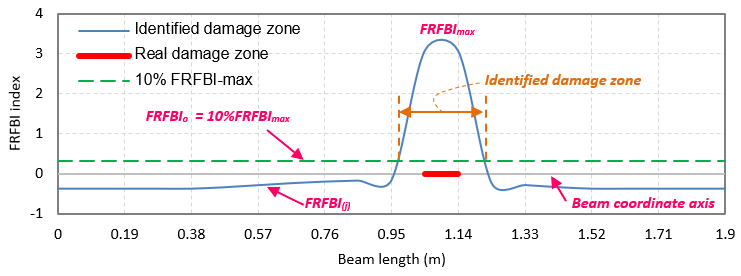 4
3
2
1
0
-1
FRFBI index
Identified damage zone
Real damage zone
10% FRFBI-max
FRFBImax
Identified damage zone
FRFBIo = 10%FRFBImax
FRFBI(j)
Beam coordinate axis
0 0.19 0.38 0.57 0.76 0.95 1.14 1.33 1.52 1.71 1.9
Beam length (m)